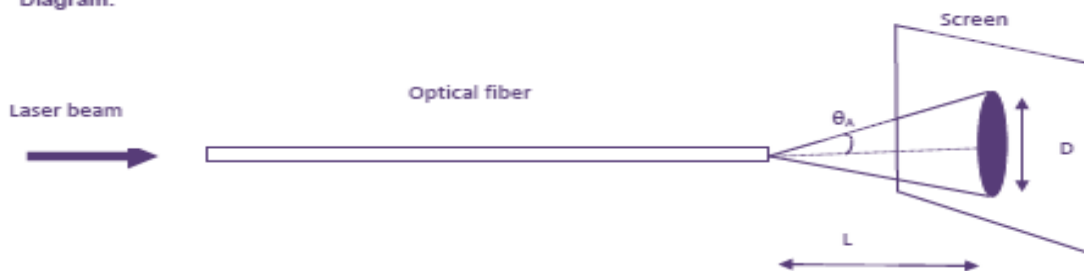 Diagram:
Screen
Optical fiber
Laser beam
θA
D
L